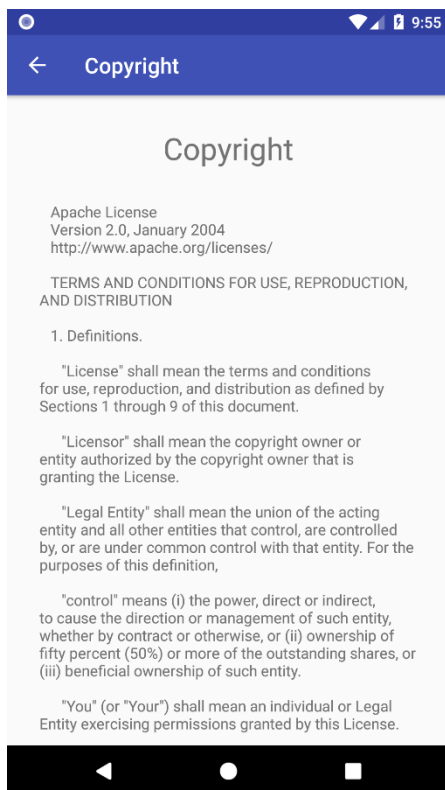 9:55
Copyright
Copyright
Apache License
Version 2.0, January 2004
http://www.apache.org/licenses/
TERMS AND CONDITIONS FOR USE, REPRODUCTION,
AND DISTRIBUTION
1. Definitions.
"License" shall mean the terms and conditions
for use, reproduction, and distribution as defined by
Sections 1 through 9 of this document.
"Licensor" shall mean the copyright owner or
entity authorized by the copyright owner that is
granting the License.
"Legal Entity" shall mean the union of the acting
entity and all other entities that control, are controlled
by, or are under common control with that entity. For the
purposes of this definition,
"control" means (i) the power, direct or indirect,
to cause the direction or management of such entity,
whether by contract or otherwise, or (ii) ownership of
fifty percent (50%) or more of the outstanding shares, or
(iii) beneficial ownership of such entity.
"You" (or "Your") shall mean an individual or Legal
Entity exercising permissions granted by this License.